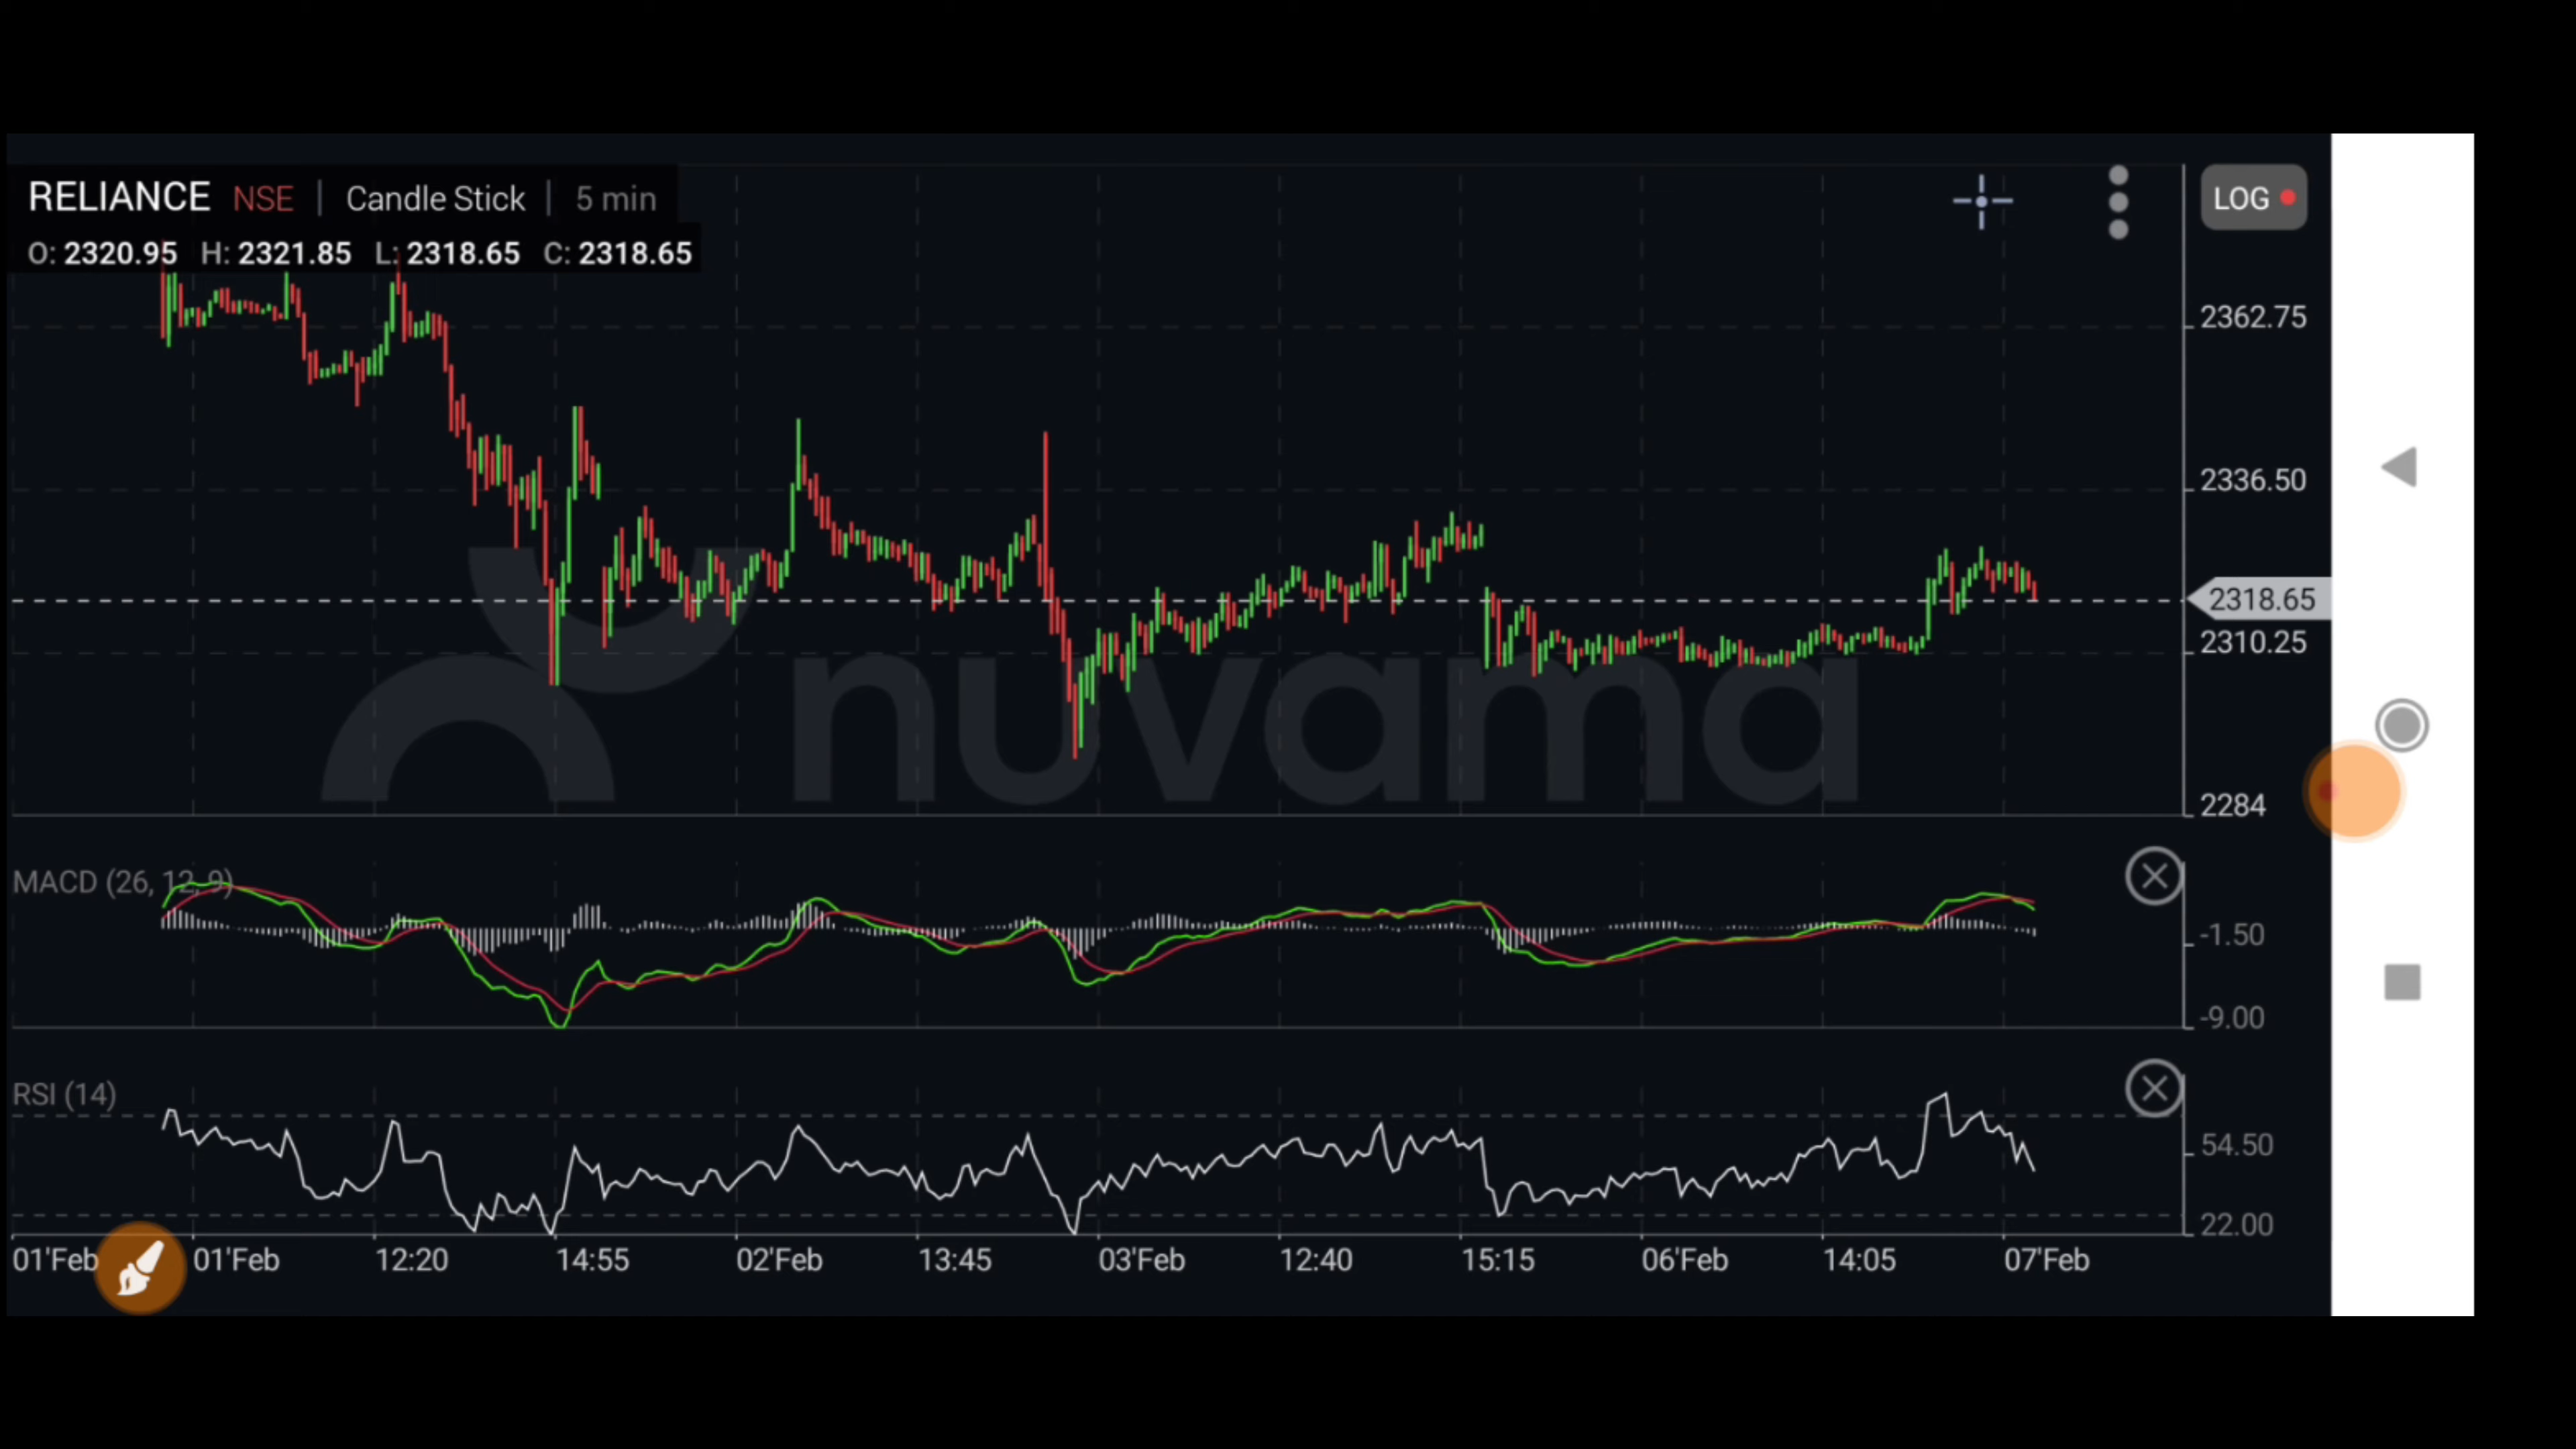 RELIANCE NSE | Candle Stick | 5 min
LOG
O: 2320.95 H: 2321.85 L: 2318.65 C: 2318.65
2362.75
2336.50
2318.65
2310.25
nuvama
2284
MACD (26, 12, 9)
-1.50
-9.00
RSI (14)
54.50
22.00
01'Feb 01'Feb 12:20 14:55 02'Feb 13:45 03'Feb 12:40 15:15 06'Feb 14:05 07'Feb